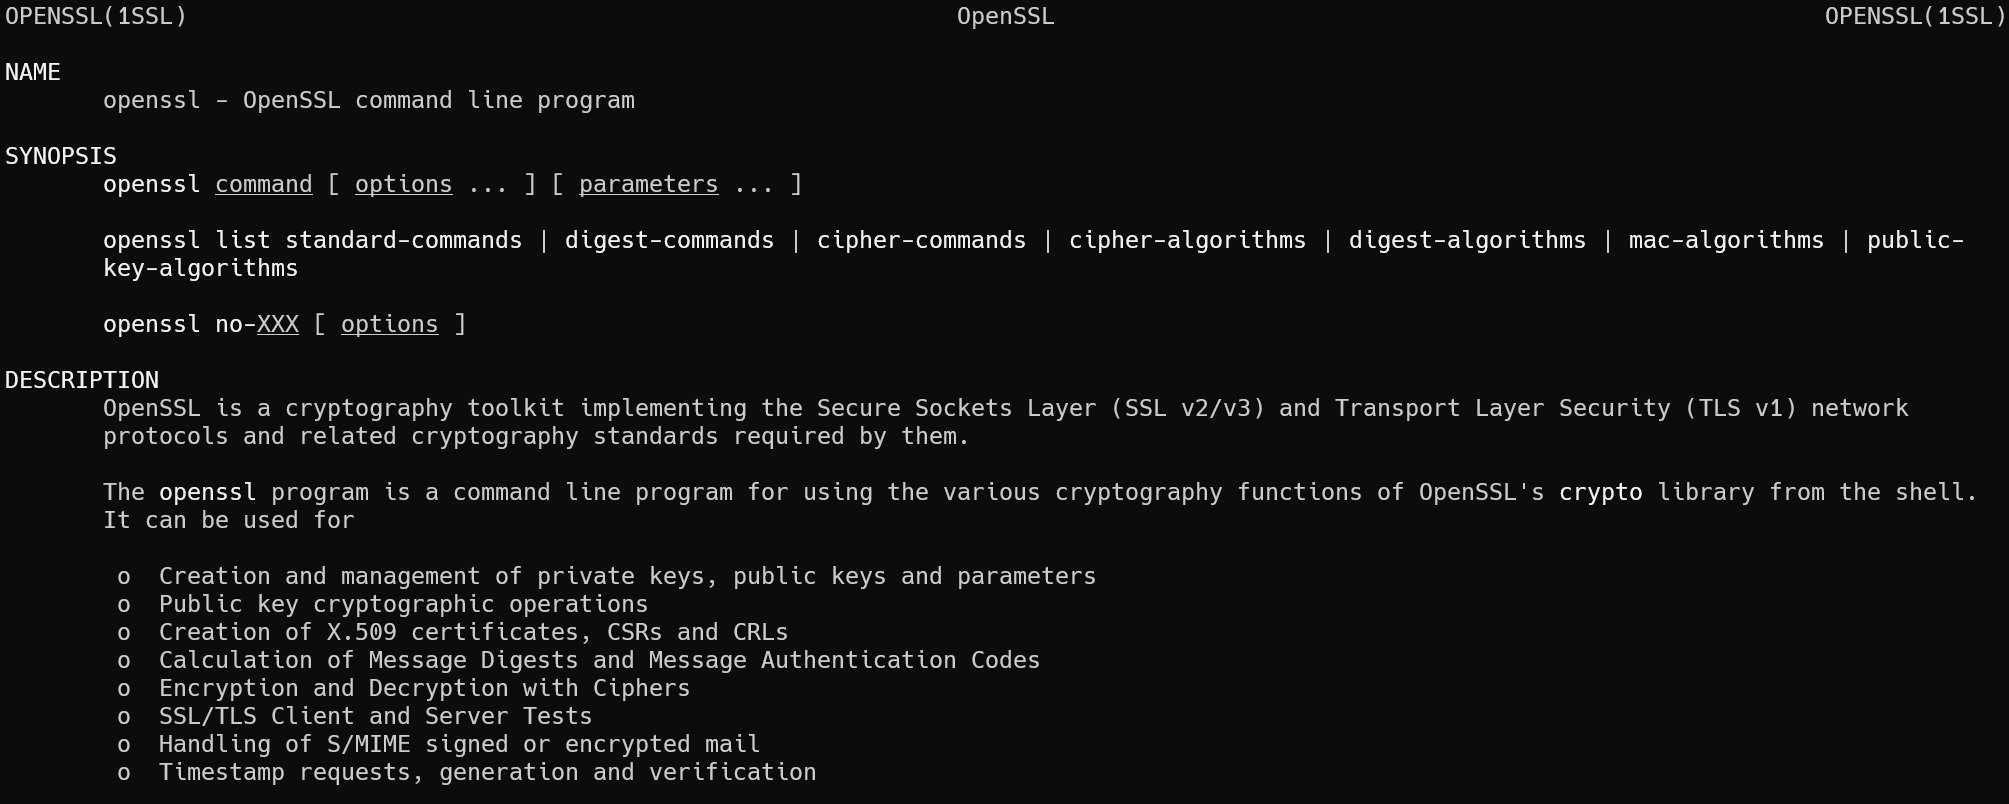 OPENSSL(1SSL) OpenSSL OPENSSL(1SSL)
NAME
openssl - OpenSSL command line program
SYNOPSIS
openssl command [ options ... ] [ parameters ... ]
openssl list standard-commands | digest-commands | cipher-commands | cipher-algorithms | digest-algorithms | mac-algorithms | public-
key-algorithms
openssl no-XXX [ options ]
DESCRIPTION
OpenSSL is a cryptography toolkit implementing the Secure Sockets Layer (SSL v2/v3) and Transport Layer Security (TLS v1) network
protocols and related cryptography standards required by them.
The openssl program is a command line program for using the various cryptography functions of OpenSSL's crypto library from the shell.
It can be used for
o Creation and management of private keys, public keys and parameters
o Public key cryptographic operations
o Creation of X.509 certificates, CSRs and CRLs
o Calculation of Message Digests and Message Authentication Codes
o Encryption and Decryption with Ciphers
o SSL/TLS Client and Server Tests
o Handling of S/MIME signed or encrypted mail
o Timestamp requests, generation and verification